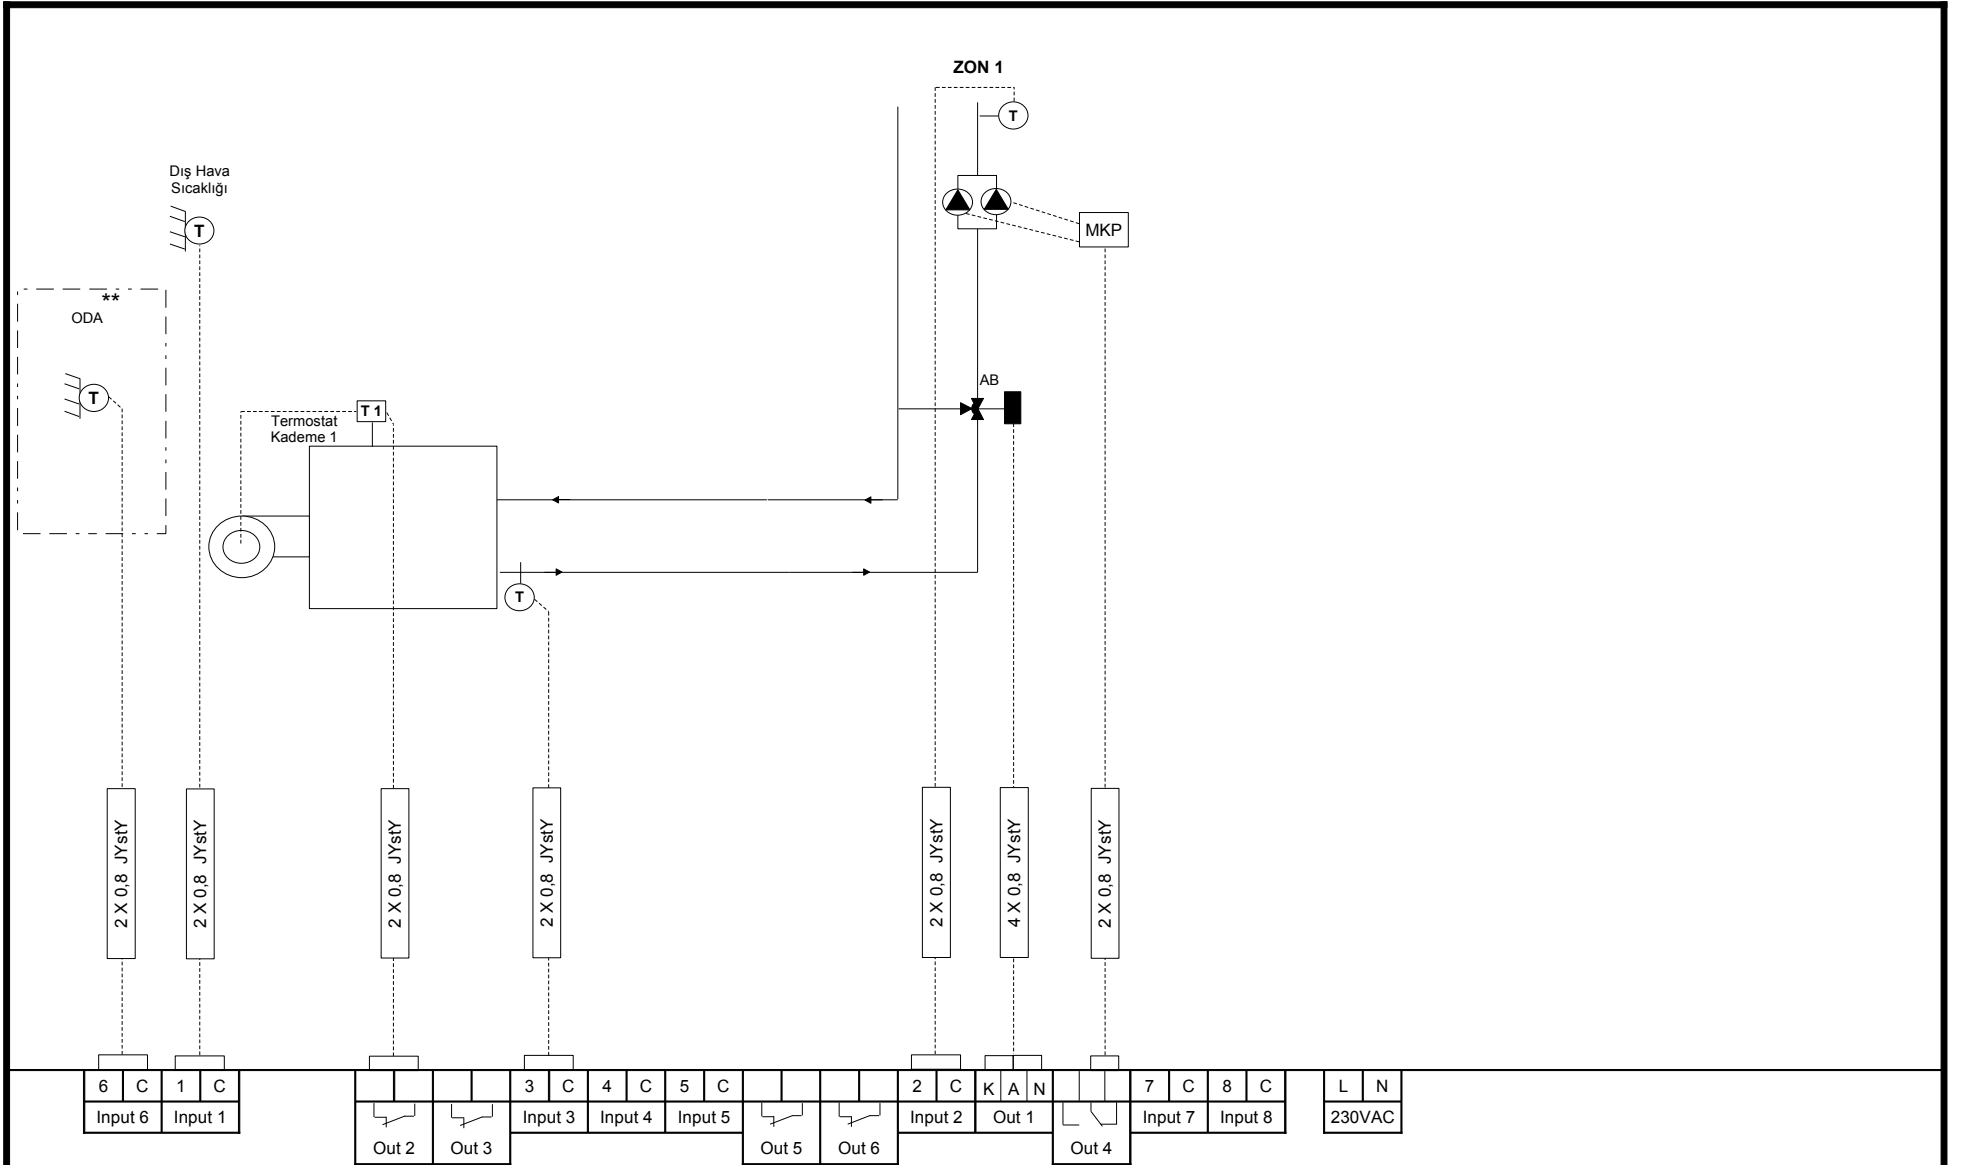 ZON 1
T
Dış Hava
Sıcaklığı
T
MKP
**
ODA
T
AB
T 1
Termostat
Kademe 1
T
2 X 0,8 JYstY
2 X 0,8 JYstY
2 X 0,8 JYstY
2 X 0,8 JYstY
2 X 0,8 JYstY
4 X 0,8 JYstY
2 X 0,8 JYstY
6 C 1 C 3 C 4 C 5 C 2 C K A N 7 C 8 C L N
Input 6 Input 1 Input 3 Input 4 Input 5 Input 2 Out 1 Input 7 Input 8 230VAC
Out 2 Out 3 Out 5 Out 6 Out 4